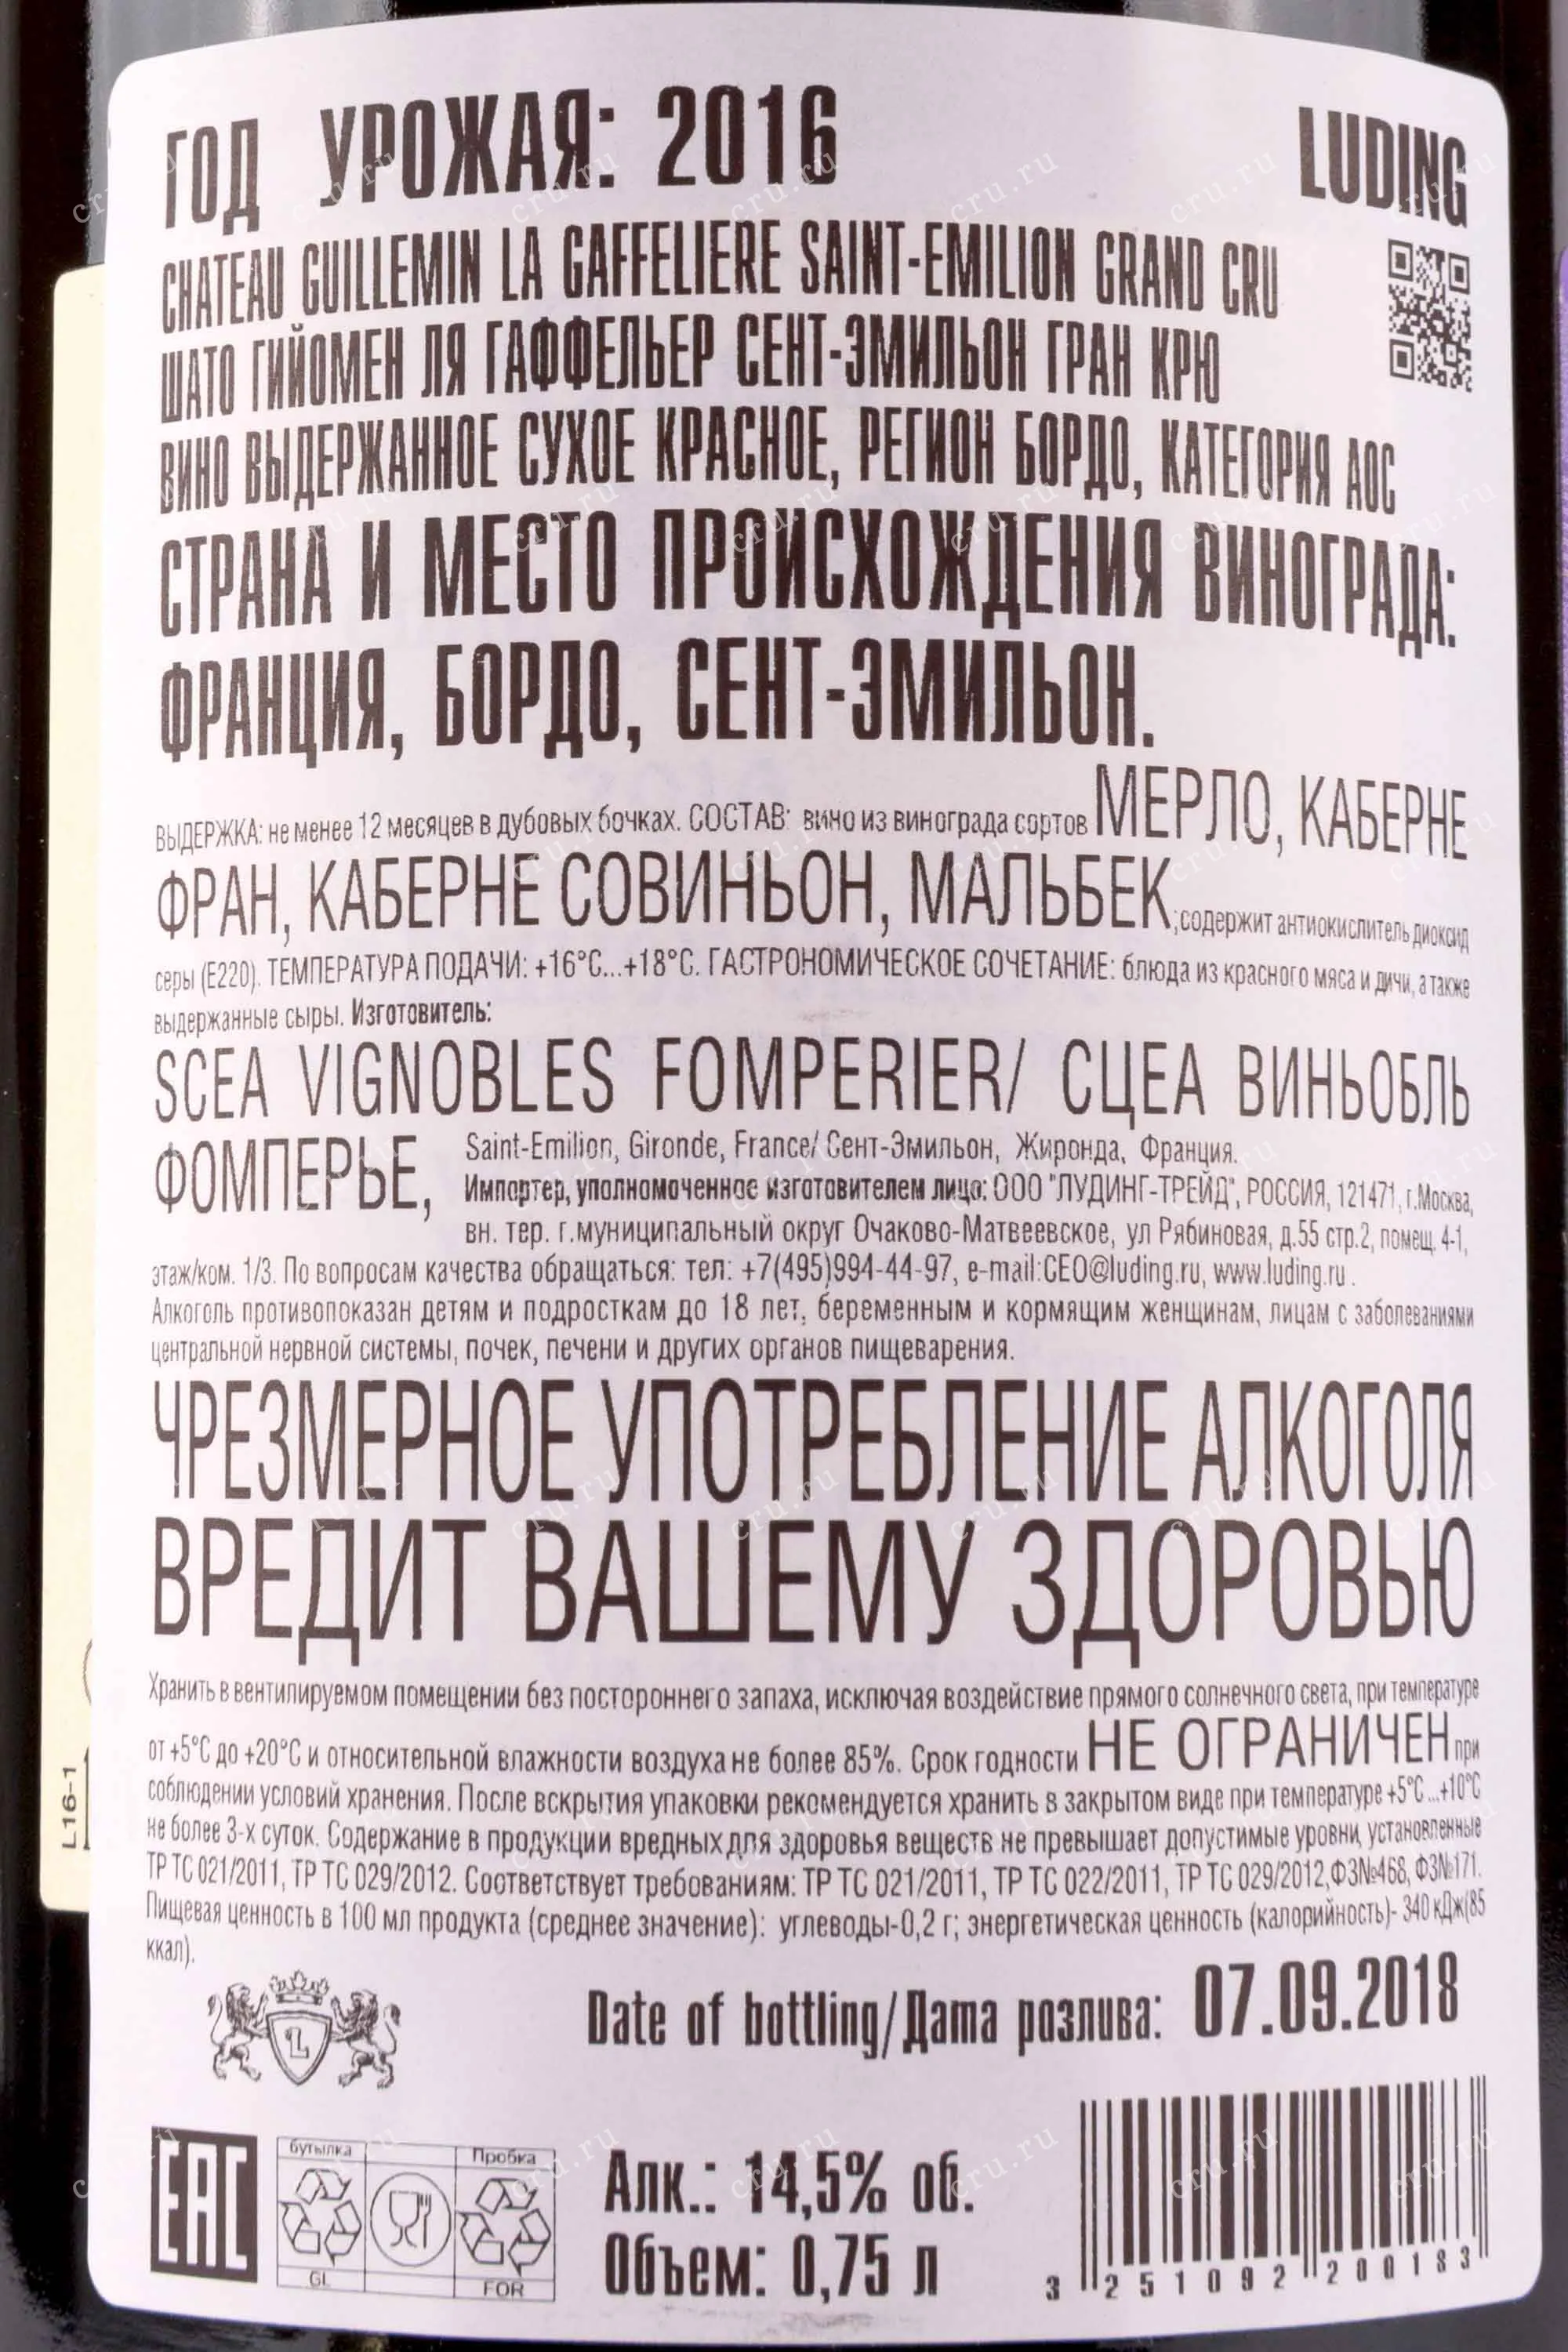 ГОД УРОЖАЯ: 2016
LUDING
CHATEAU GUILLEMIN LA GAFFELIERE SAINT-EMILION GRAND CRU
ШАТО ГИЙОМЕН ЛЯ ГАФФЕЛЬЕР СЕНТ-ЭМИЛЬОН ГРАН КРЮ
ВИНО ВЫДЕРЖАННОЕ СУХОЕ КРАСНОЕ, РЕГИОН БОРДО, КАТЕГОРИЯ АОС
СТРАНА И МЕСТО ПРОИСХОЖДЕНИЯ ВИНОГРАДА:
ФРАНЦИЯ, БОРДО, СЕНТ-ЭМИЛЬОН.
ВЫДЕРЖКА: не менее 12 месяцев в дубовых бочках. СОСТАВ: вино из винограда сортов МЕРЛО, КАБЕРНЕ
ФРАН, КАБЕРНЕ СОВИНЬОН, МАЛЬБЕК;содержит антиокислитель диоксид
серы (Е220). ТЕМПЕРАТУРА ПОДАЧИ: +16°С...+18°С. ГАСТРОНОМИЧЕСКОЕ СОЧЕТАНИЕ: блюда из красного мяса и дичи, а также
выдержанные сыры. Изготовитель:
SCEA VIGNOBLES FOMPERIER/ СЦЕА ВИНЬОБЛЬ
ФОМПЕРЬЕ, Saint-Emilion, Gironde, France/ Сент-Эмильон, Жиронда, Франция.
Импортер, уполномоченное изготовителем лицо: ООО "ЛУДИНГ-ТРЕЙД", РОССИЯ, 121471, г.Москва,
вн. тер. г.муниципальный округ Очаково-Матвеевское, ул Рябиновая, д.55 стр.2, помещ. 4-1,
этаж/ком. 1/3. По вопросам качества обращаться: тел: +7(495)994-44-97, e-mail:CEO@luding.ru, www.luding.ru .
Алкоголь противопоказан детям и подросткам до 18 лет, беременным и кормящим женщинам, лицам с заболеваниями
центральной нервной системы, почек, печени и других органов пищеварения.
ЧРЕЗМЕРНОЕ УПОТРЕБЛЕНИЕ АЛКОГОЛЯ
ВРЕДИТ ВАШЕМУ ЗДОРОВЬЮ
Хранить в вентилируемом помещении без постороннего запаха, исключая воздействие прямого солнечного света, при температуре
от +5°С до +20°С и относительной влажности воздуха не более 85%. Срок годности НЕ ОГРАНИЧЕН при
соблюдении условий хранения. После вскрытия упаковки рекомендуется хранить в закрытом виде при температуре +5°С...+10°С
не более 3-х суток. Содержание в продукции вредных для здоровья веществ не превышает допустимые уровни, установленные
ТР ТС 021/2011, ТР ТС 029/2012. Соответствует требованиям: ТР ТС 021/2011, ТР ТС 022/2011, ТР ТС 029/2012,ФЗ№468, ФЗ№171.
Пищевая ценность в 100 мл продукта (среднее значение): углеводы-0,2 г; энергетическая ценность (калорийность)- 340 кДж(85
ккал).
L16-1
L
Date of bottling/Дата розлива: 07.09.2018
EAC
бутылка
Пробка
GL
FOR
Алк.: 14,5% об.
Объем: 0,75 л
3 251092 200183
cru.ru